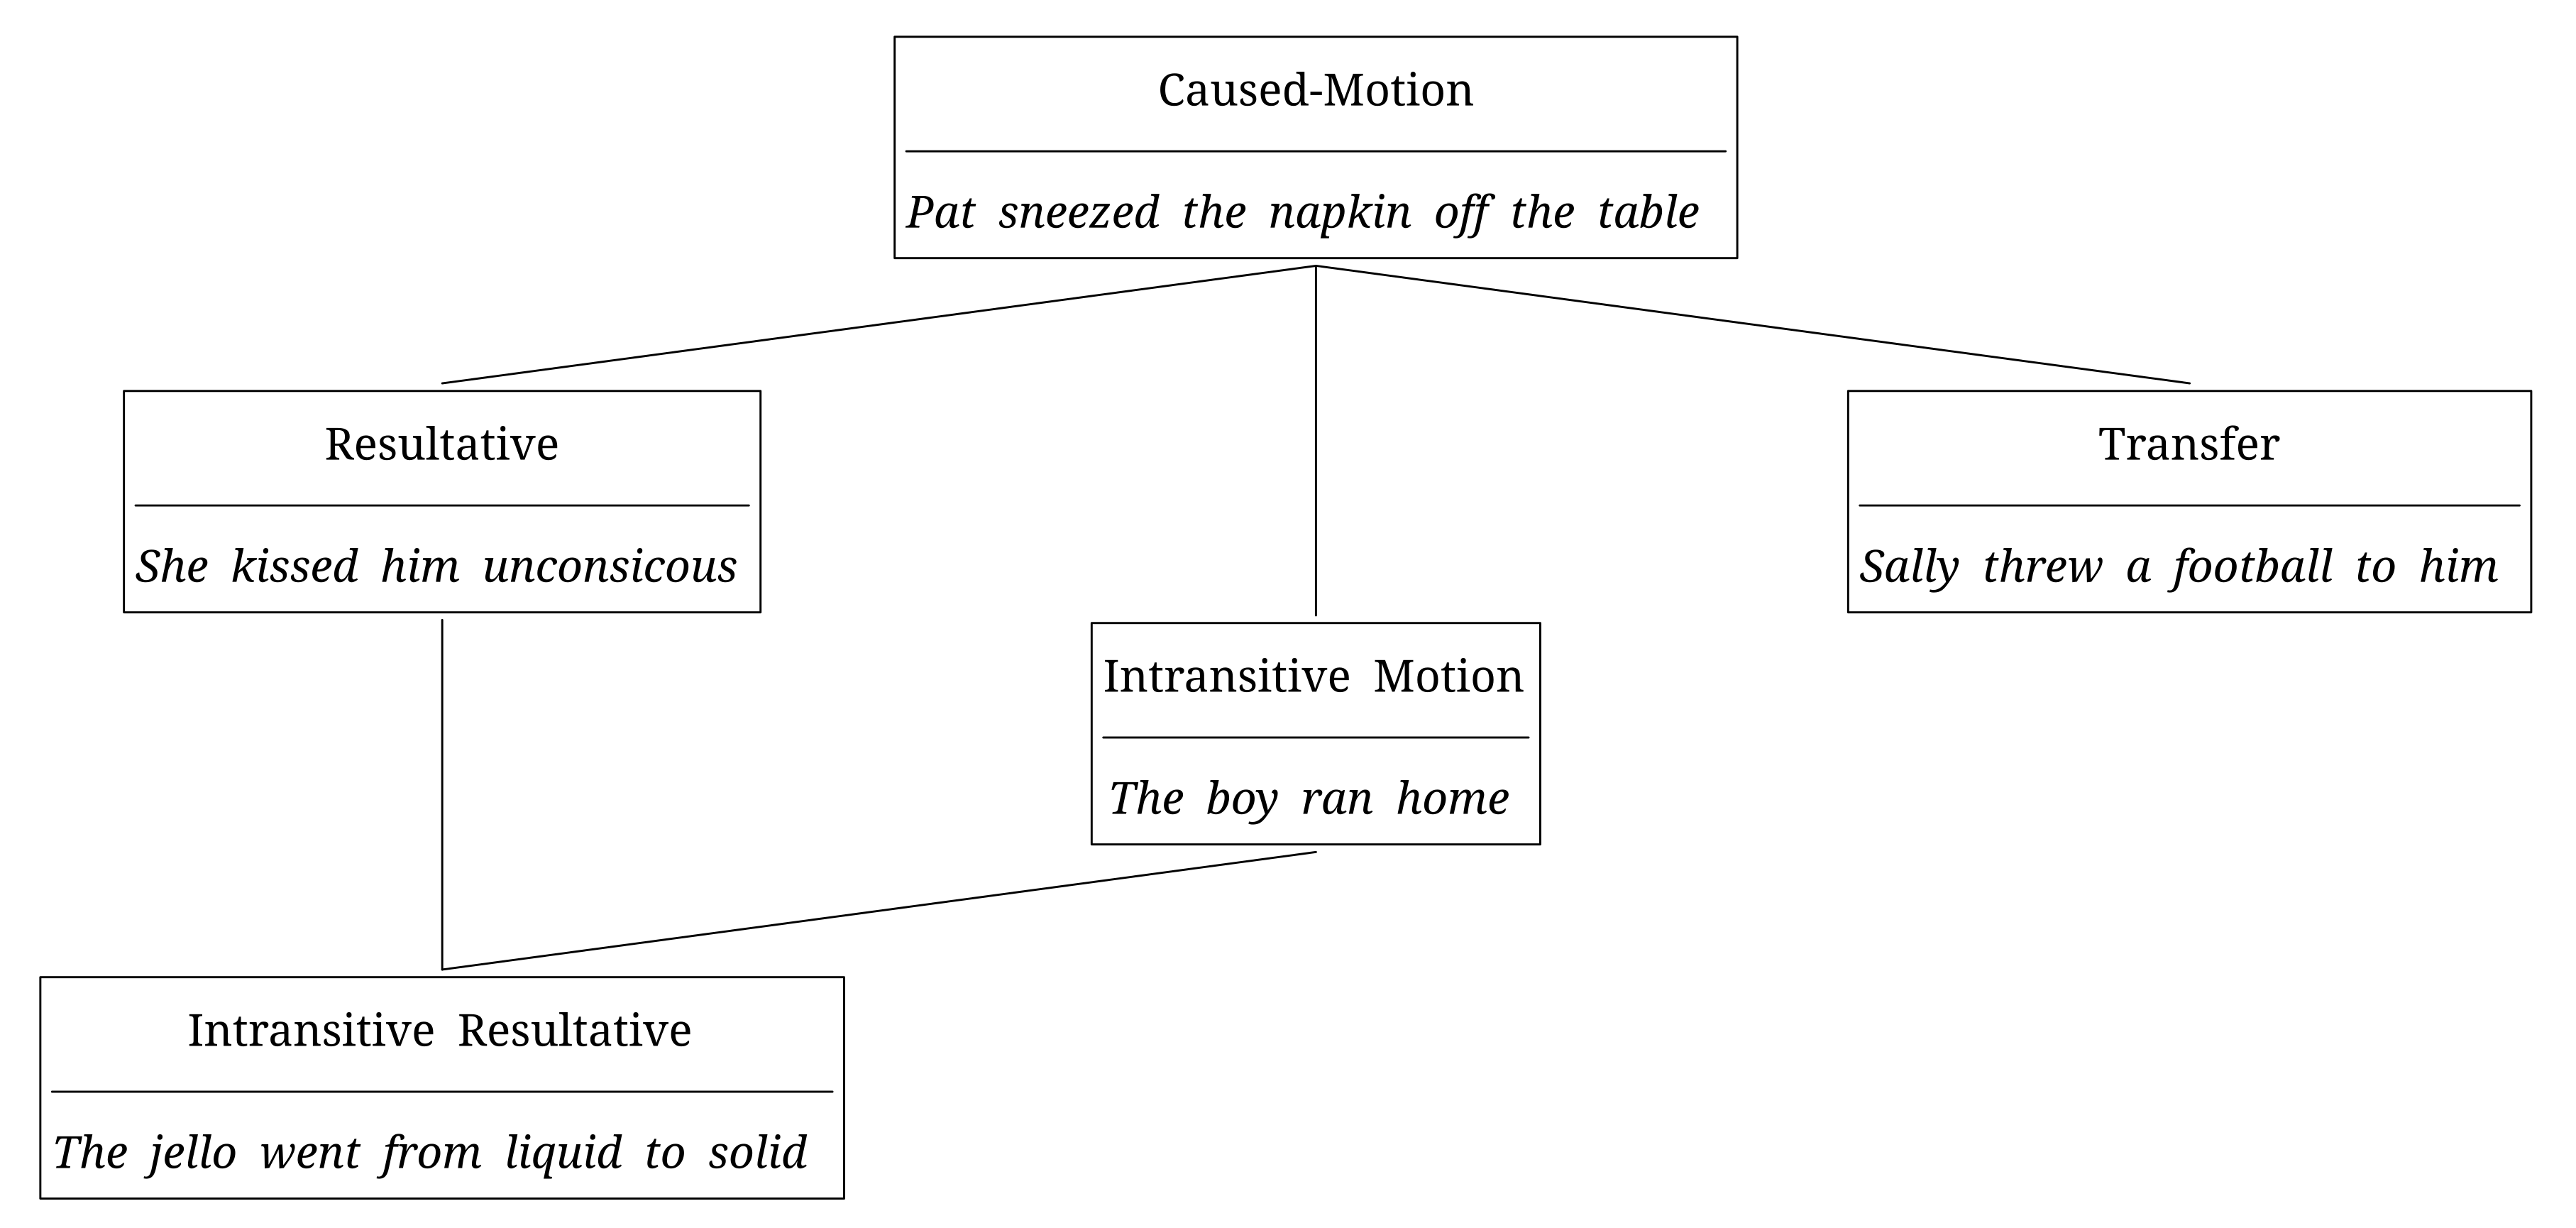 Caused-Motion
Pat sneezed the napkin off the table
Resultative
She kissed him unconsicous
Transfer
Sally threw a football to him
Intransitive Motion
The boy ran home
Intransitive Resultative
The jello went from liquid to solid